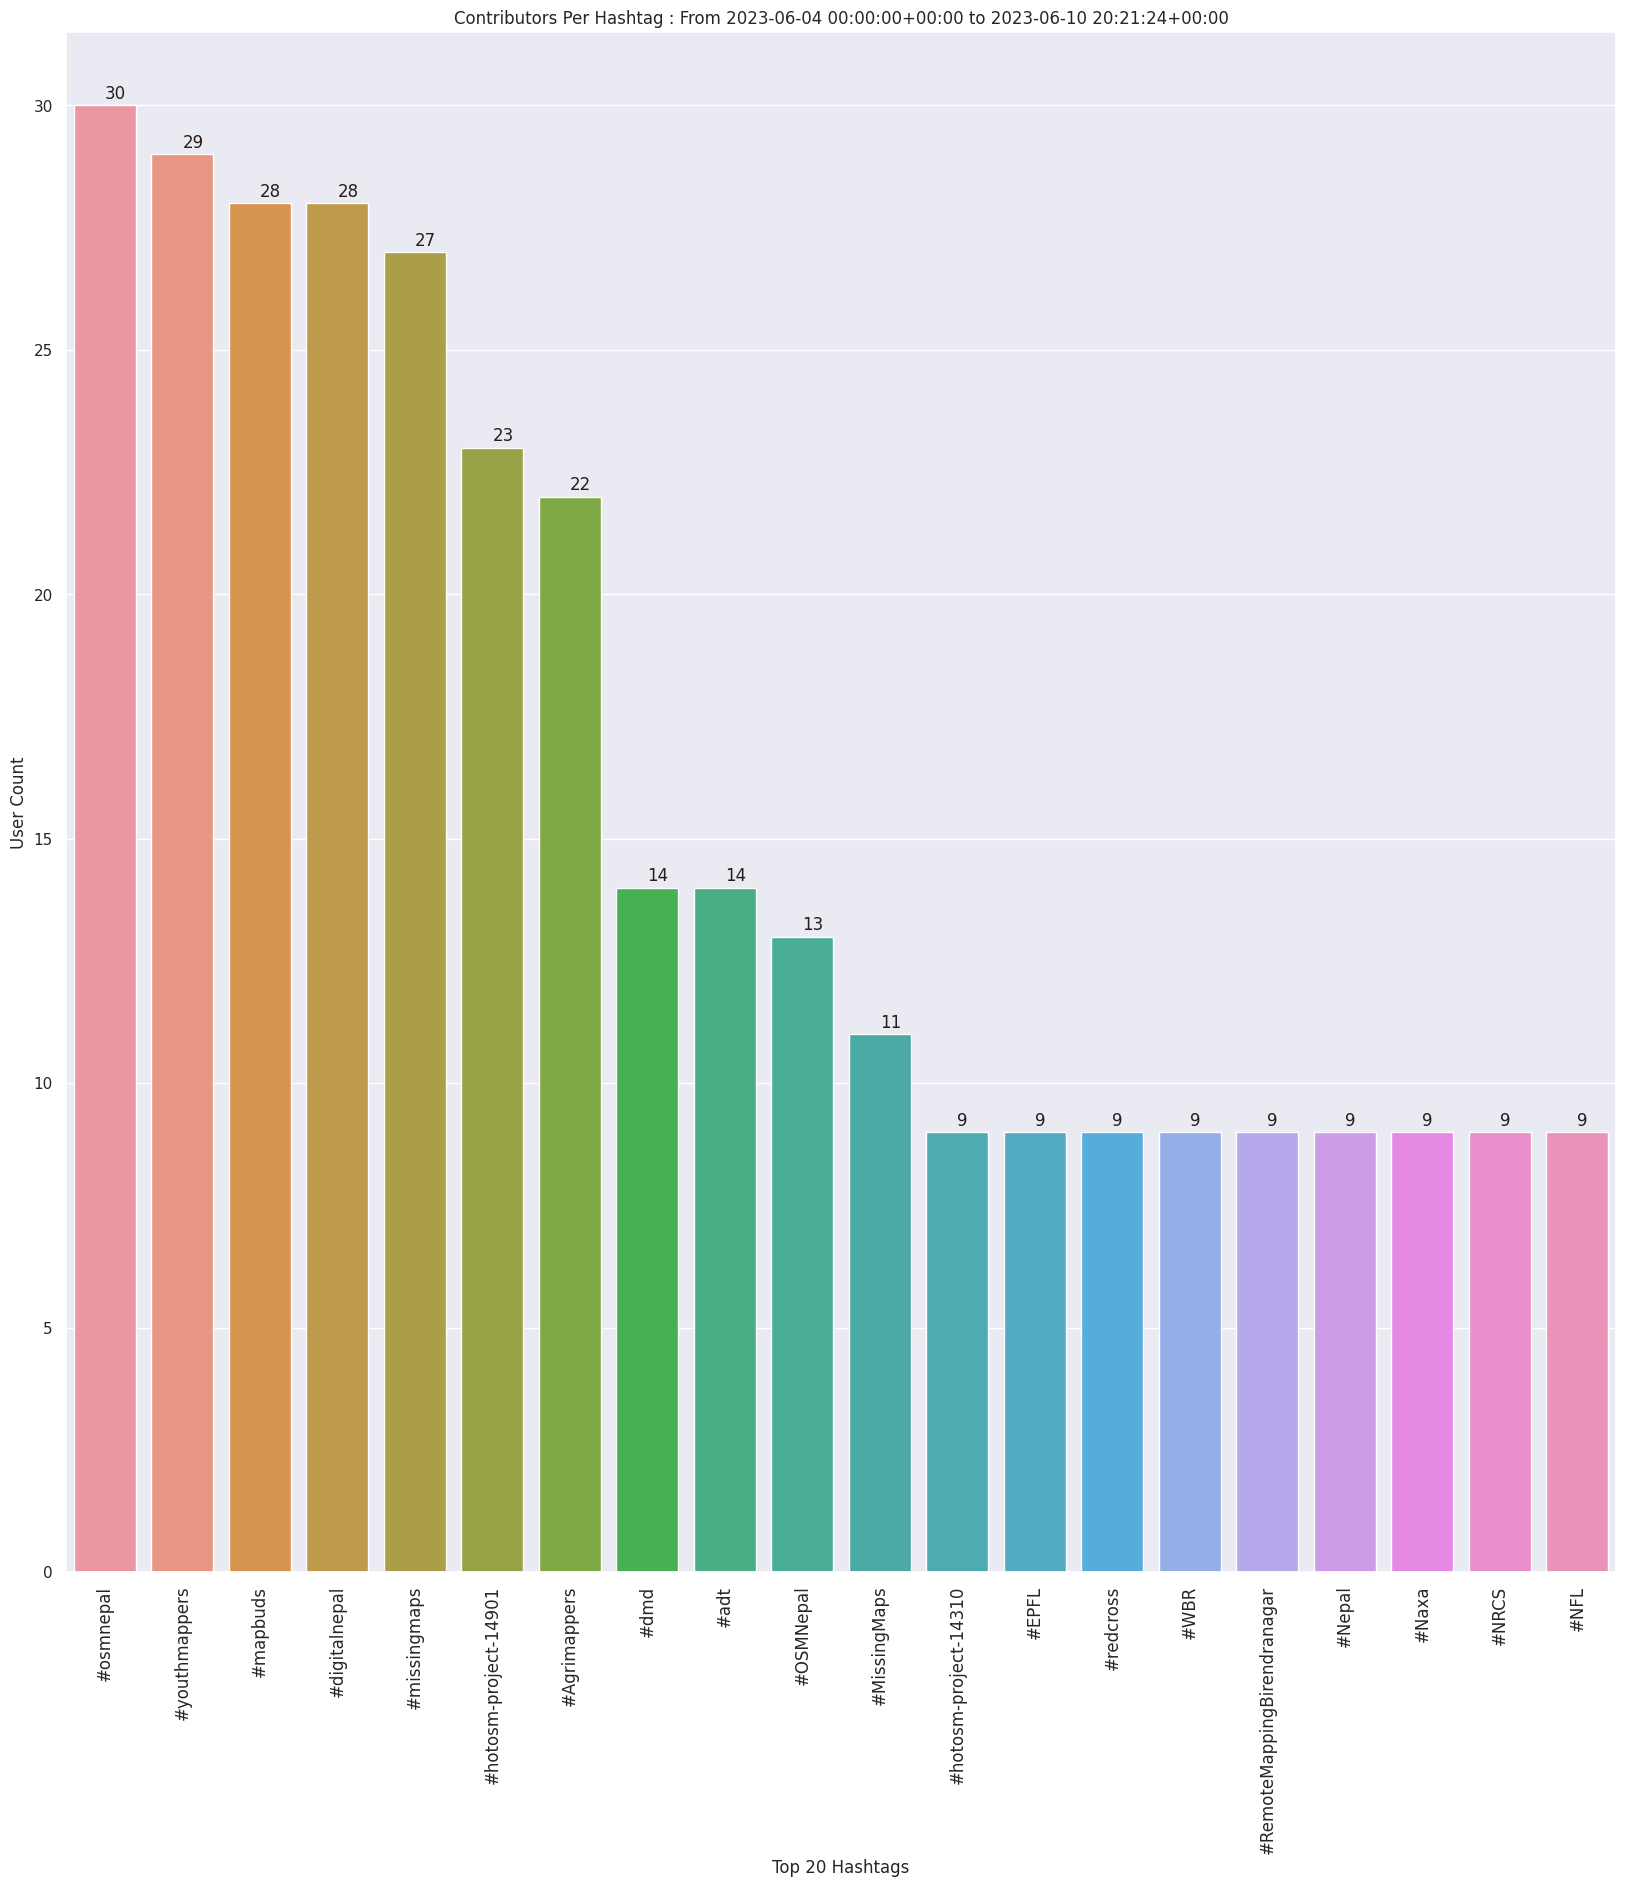 Contributors Per Hashtag : From 2023-06-04 00:00:00+00:00 to 2023-06-10 20:21:24+00:00
User Count
30
25
20
15
10
5
0
30
29
28
28
27
23
22
14
14
13
11
9
9
9
9
9
9
9
9
9
#osmnepal
#youthmappers
#mapbuds
#digitalnepal
#missingmaps
#hotosm-project-14901
#Agrimappers
#dmd
#adt
#OSMNepal
#MissingMaps
#hotosm-project-14310
#EPFL
#redcross
#WBR
#RemoteMappingBirendranagar
#Nepal
#Naxa
#NRCS
#NFL
Top 20 Hashtags